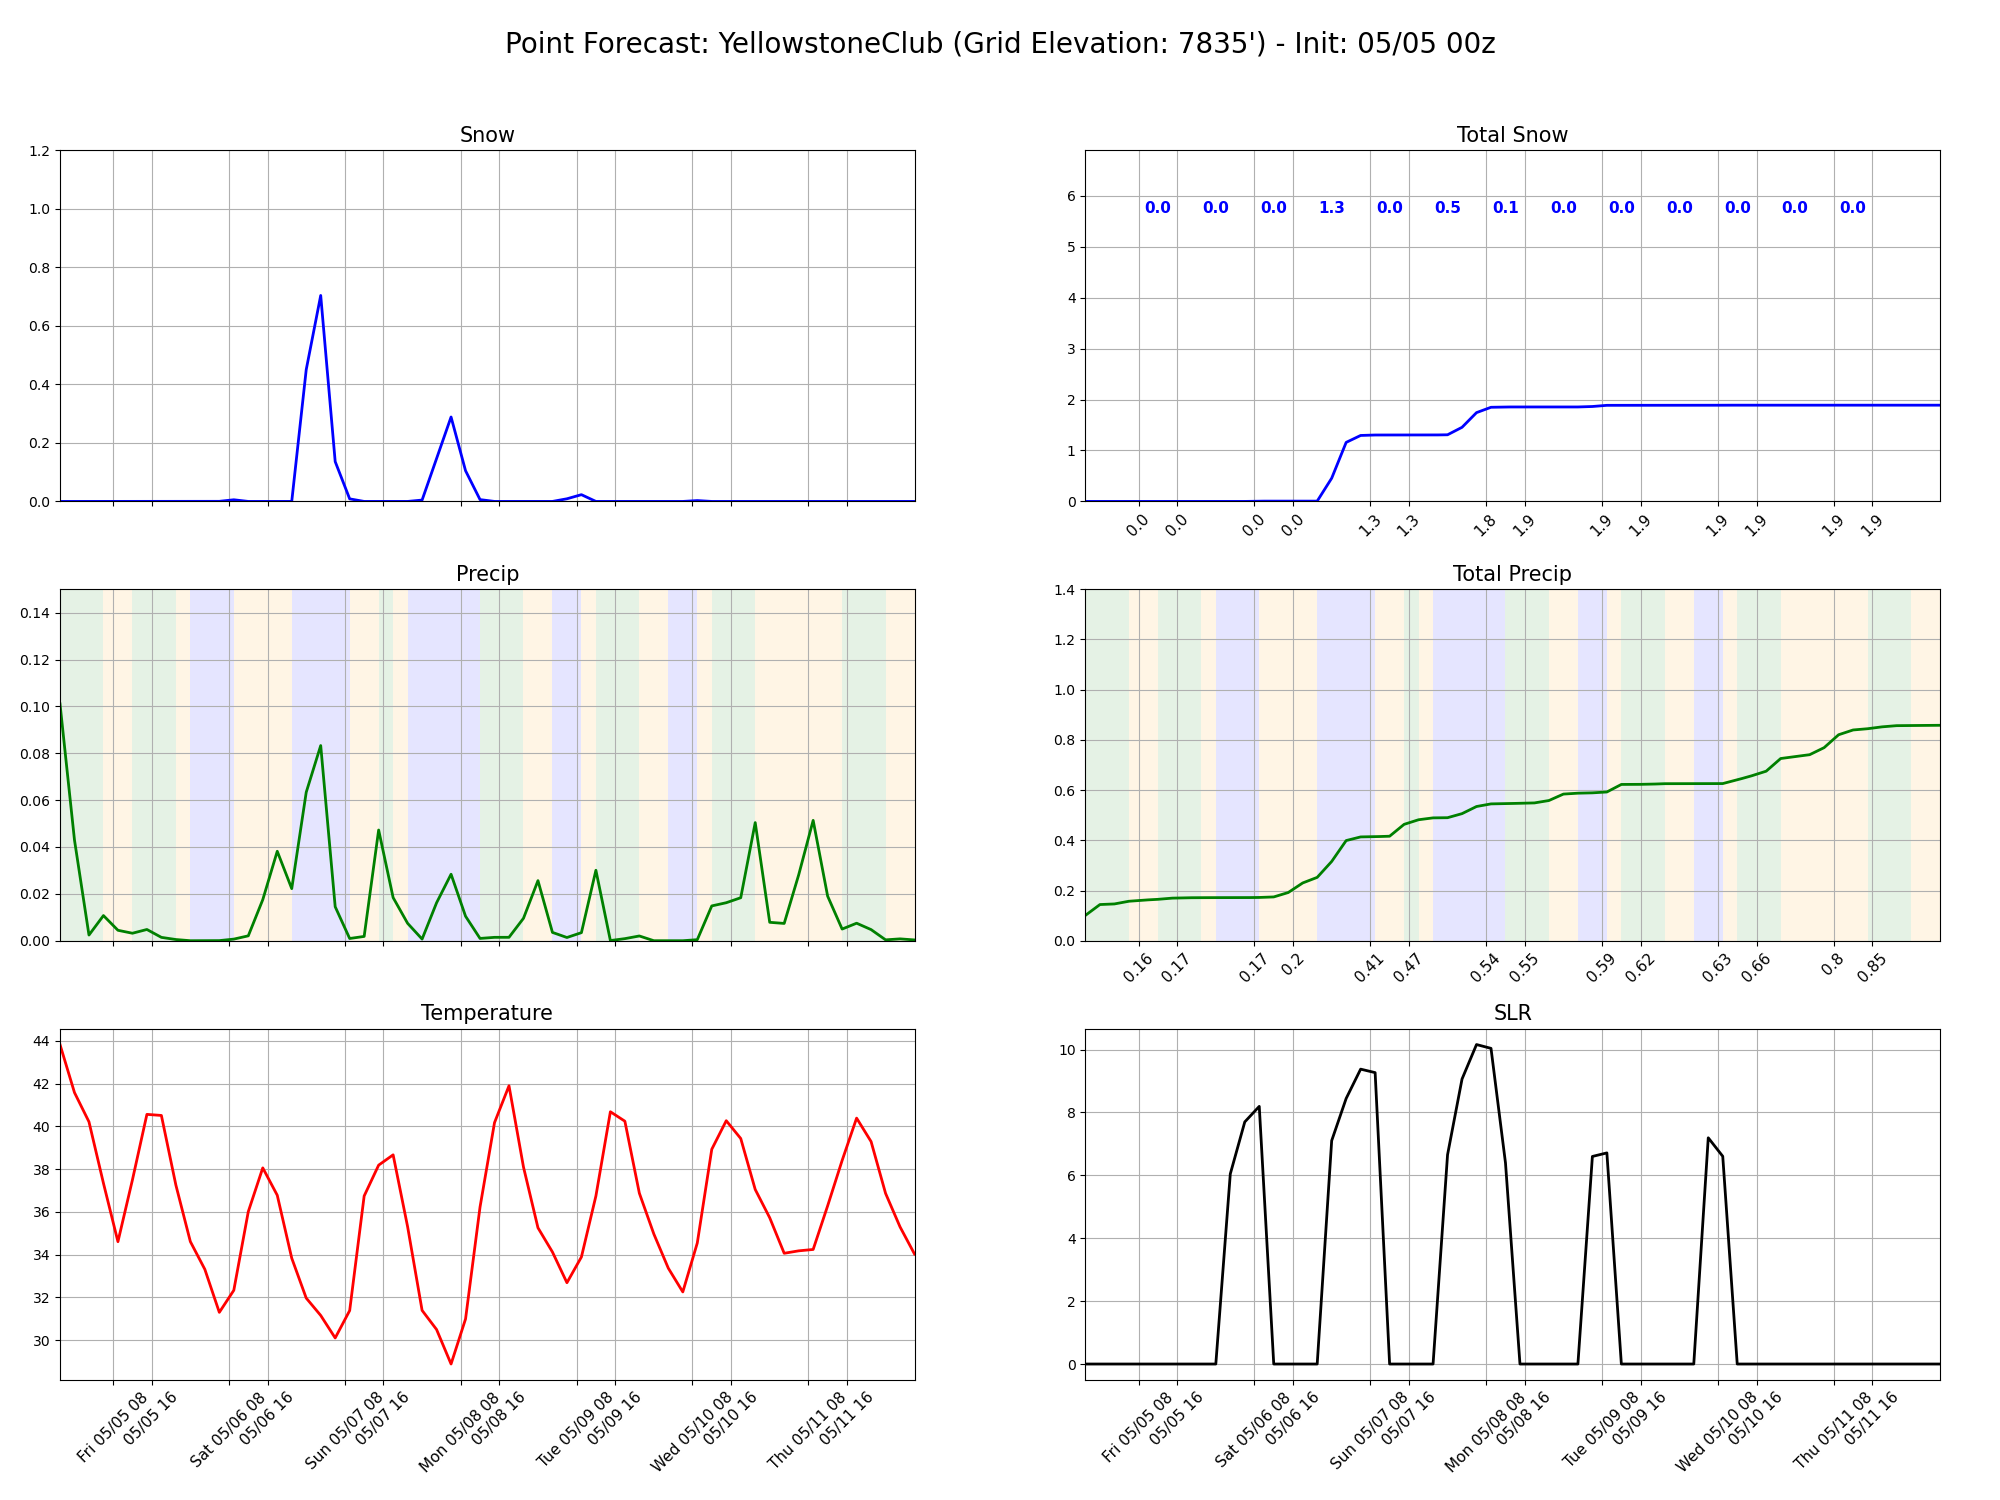 Point Forecast: YellowstoneClub (Grid Elevation: 7835') - Init: 05/05 00z
Snow
1.2
1.0
0.8
0.6
0.4
0.2
0.0
Total Snow
6
5
4
3
2
1
0
0.0 0.0 0.0 1.3 0.0 0.5 0.1 0.0 0.0 0.0 0.0 0.0 0.0
0.0 0.0 0.0 0.0 1.3 1.3 1.8 1.9 1.9 1.9 1.9 1.9 1.9 1.9
Precip
0.14
0.12
0.10
0.08
0.06
0.04
0.02
0.00
Total Precip
1.4
1.2
1.0
0.8
0.6
0.4
0.2
0.0
0.16 0.17 0.17 0.2 0.41 0.47 0.54 0.55 0.59 0.62 0.63 0.66 0.8 0.85
Temperature
44
42
40
38
36
34
32
30
Fri 05/05 08
05/05 16
Sat 05/06 08
05/06 16
Sun 05/07 08
05/07 16
Mon 05/08 08
05/08 16
Tue 05/09 08
05/09 16
Wed 05/10 08
05/10 16
Thu 05/11 08
05/11 16
SLR
10
8
6
4
2
0
Fri 05/05 08
05/05 16
Sat 05/06 08
05/06 16
Sun 05/07 08
05/07 16
Mon 05/08 08
05/08 16
Tue 05/09 08
05/09 16
Wed 05/10 08
05/10 16
Thu 05/11 08
05/11 16